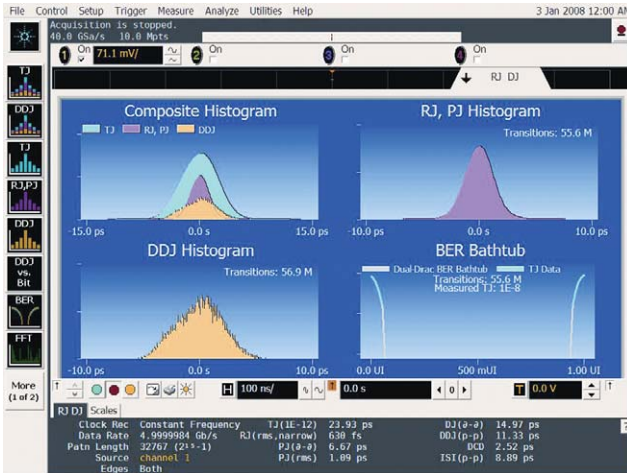 File Control Setup Trigger Measure Analyze Utilities Help 3 Jan 2008 12:00 AM
Acquisition is stopped.
40.0 GSa/s 10.0 Mpts
1 On 71.1 mV/ 2 On 3 On 4 On
RJ DJ
TJ
DDJ
TJ
RJ,PJ
DDJ
DDJ vs. Bit
BER
FFT
More (1 of 2)
Composite Histogram
TJ RJ, PJ DDJ
-15.0 ps 0.0 s 15.0 ps
RJ, PJ Histogram
Transitions: 55.6 M
-10.0 ps 0.0 s 10.0 ps
DDJ Histogram
Transitions: 56.9 M
-10.0 ps 0.0 s 10.0 ps
BER Bathtub
Dual-Dirac BER Bathtub TJ Data
Transitions: 55.6 M
Measured TJ: 1E-8
0.0 UI 500 mUI 1.00 UI
H 100 ns/ 0.0 s 0 T 0.0 V
RJ DJ Scales
Clock Rec Constant Frequency TJ(1E-12) 23.93 ps DJ(∂-∂) 14.97 ps
Data Rate 4.9999984 Gb/s RJ(rms,narrow) 630 fs DDJ(p-p) 11.33 ps
Pattn Length 32767 (2¹⁵-1) PJ(∂-∂) 6.67 ps DCD 2.52 ps
Source channel 1 PJ(rms) 1.09 ps ISI(p-p) 8.89 ps
Edges Both